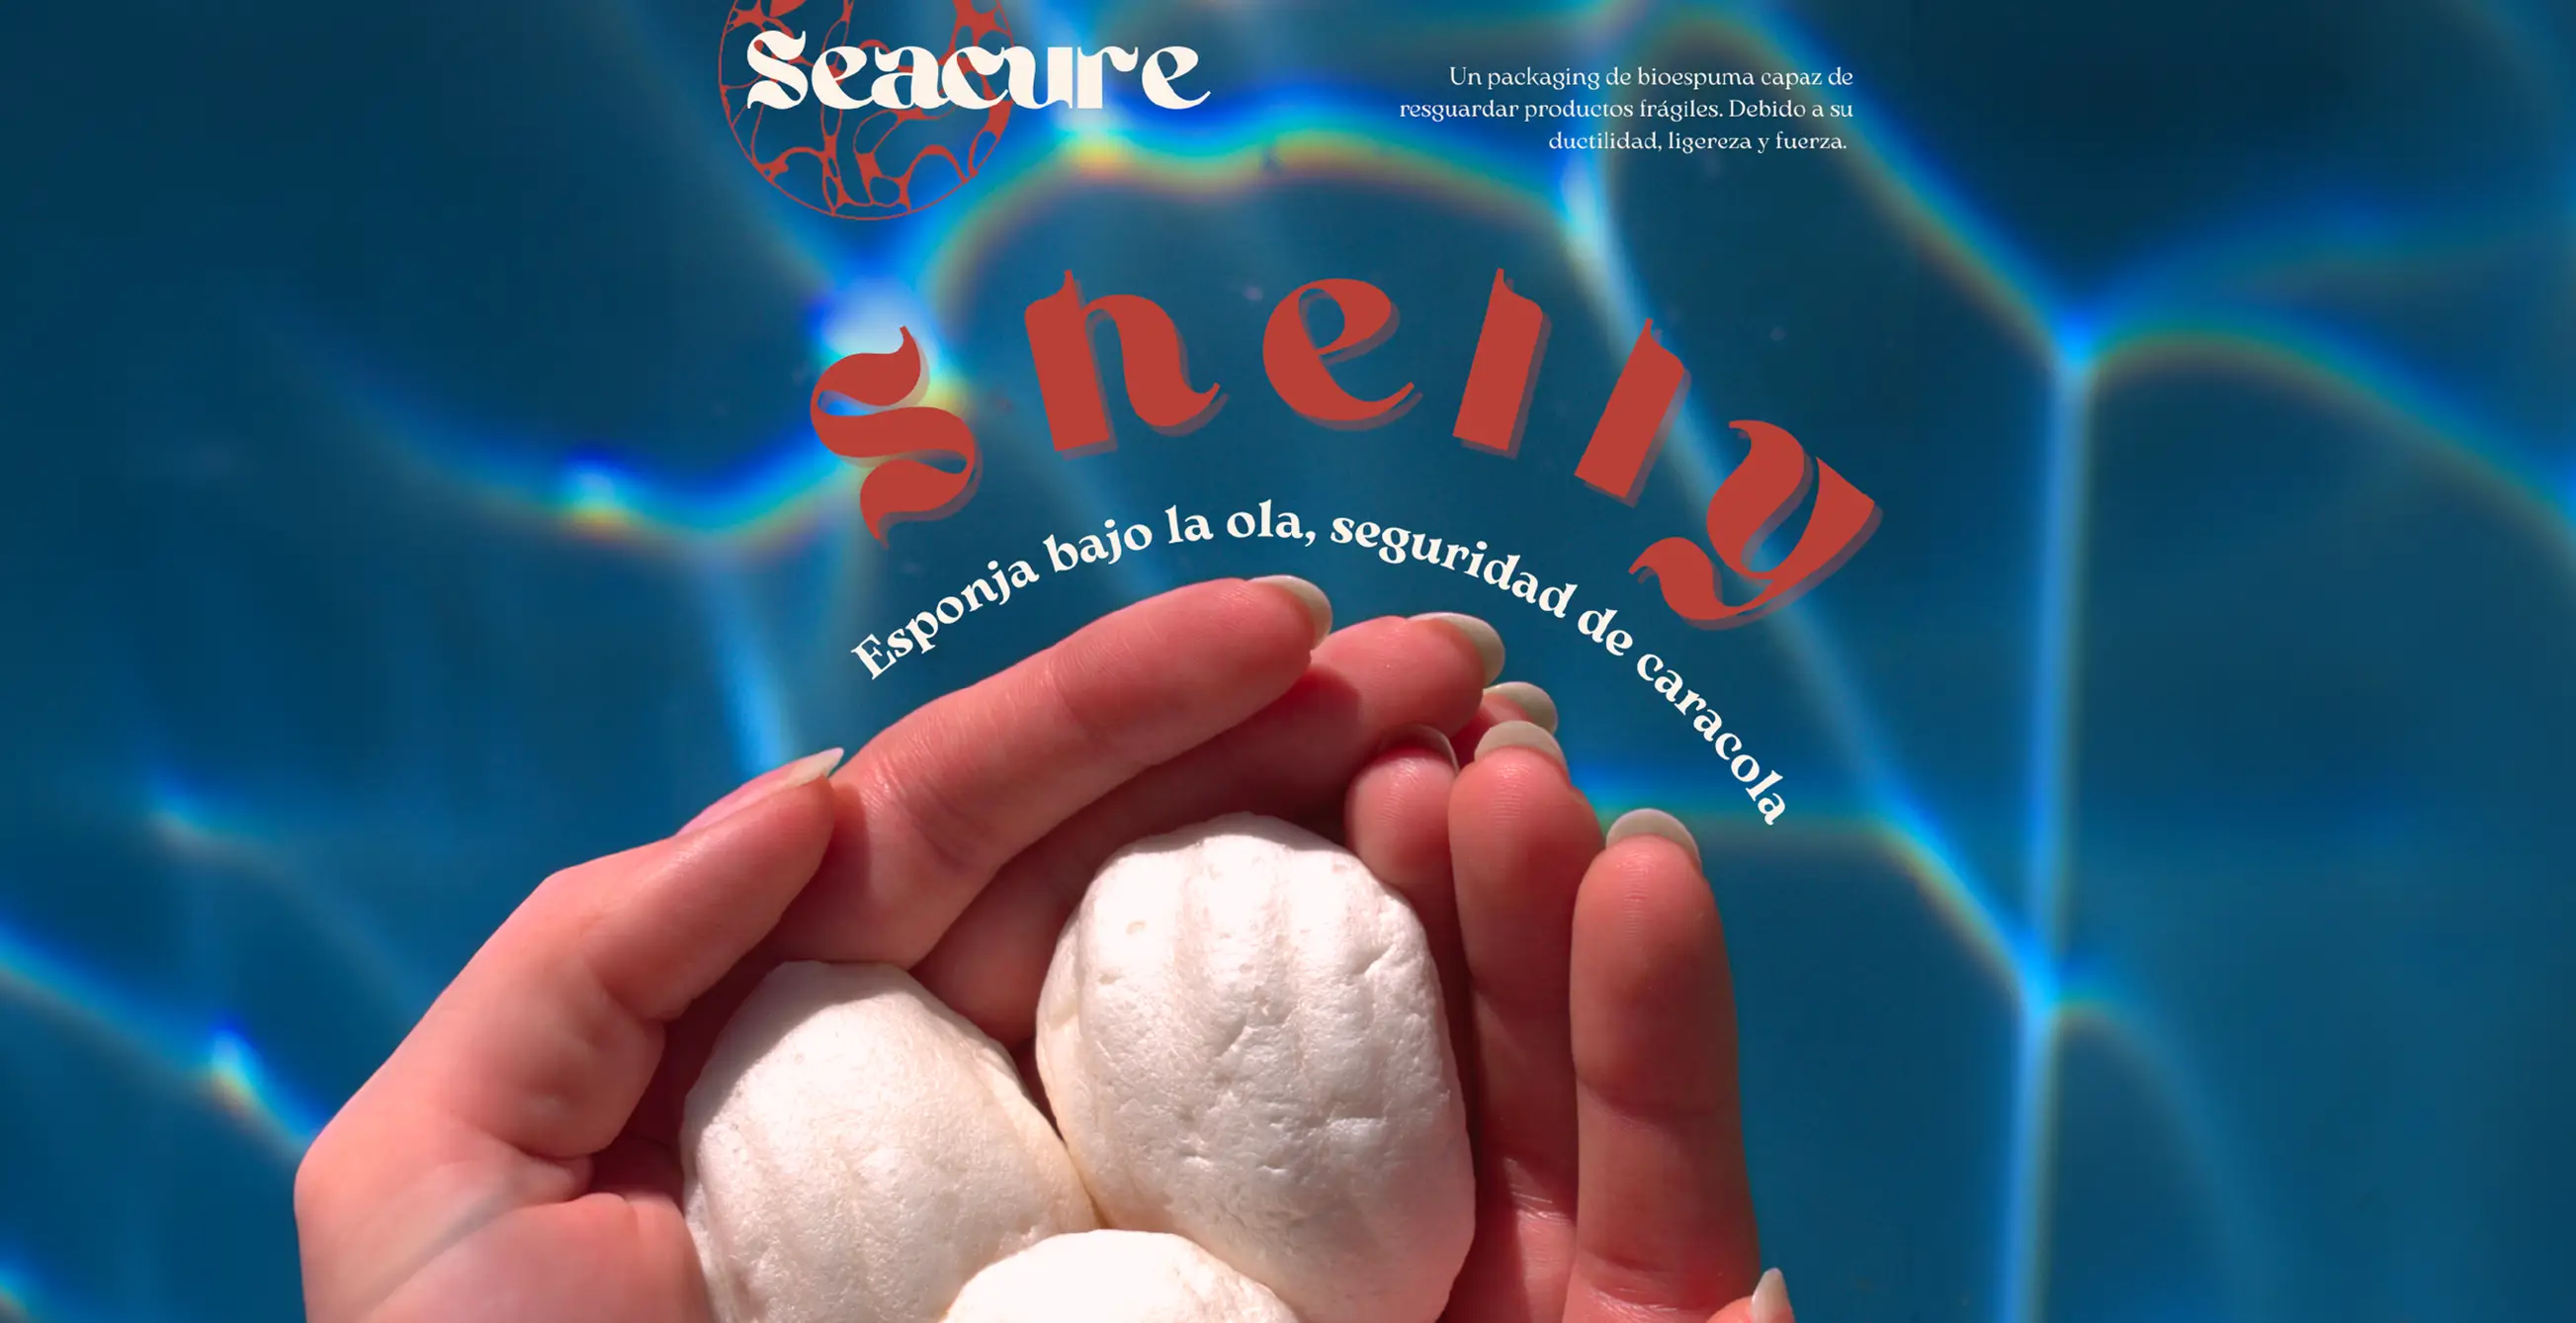 Seacure
Un packaging de bioespuma capaz de
resguardar productos frágiles. Debido a su
ductilidad, ligereza y fuerza.
shelly
Esponja bajo la ola, seguridad de caracola